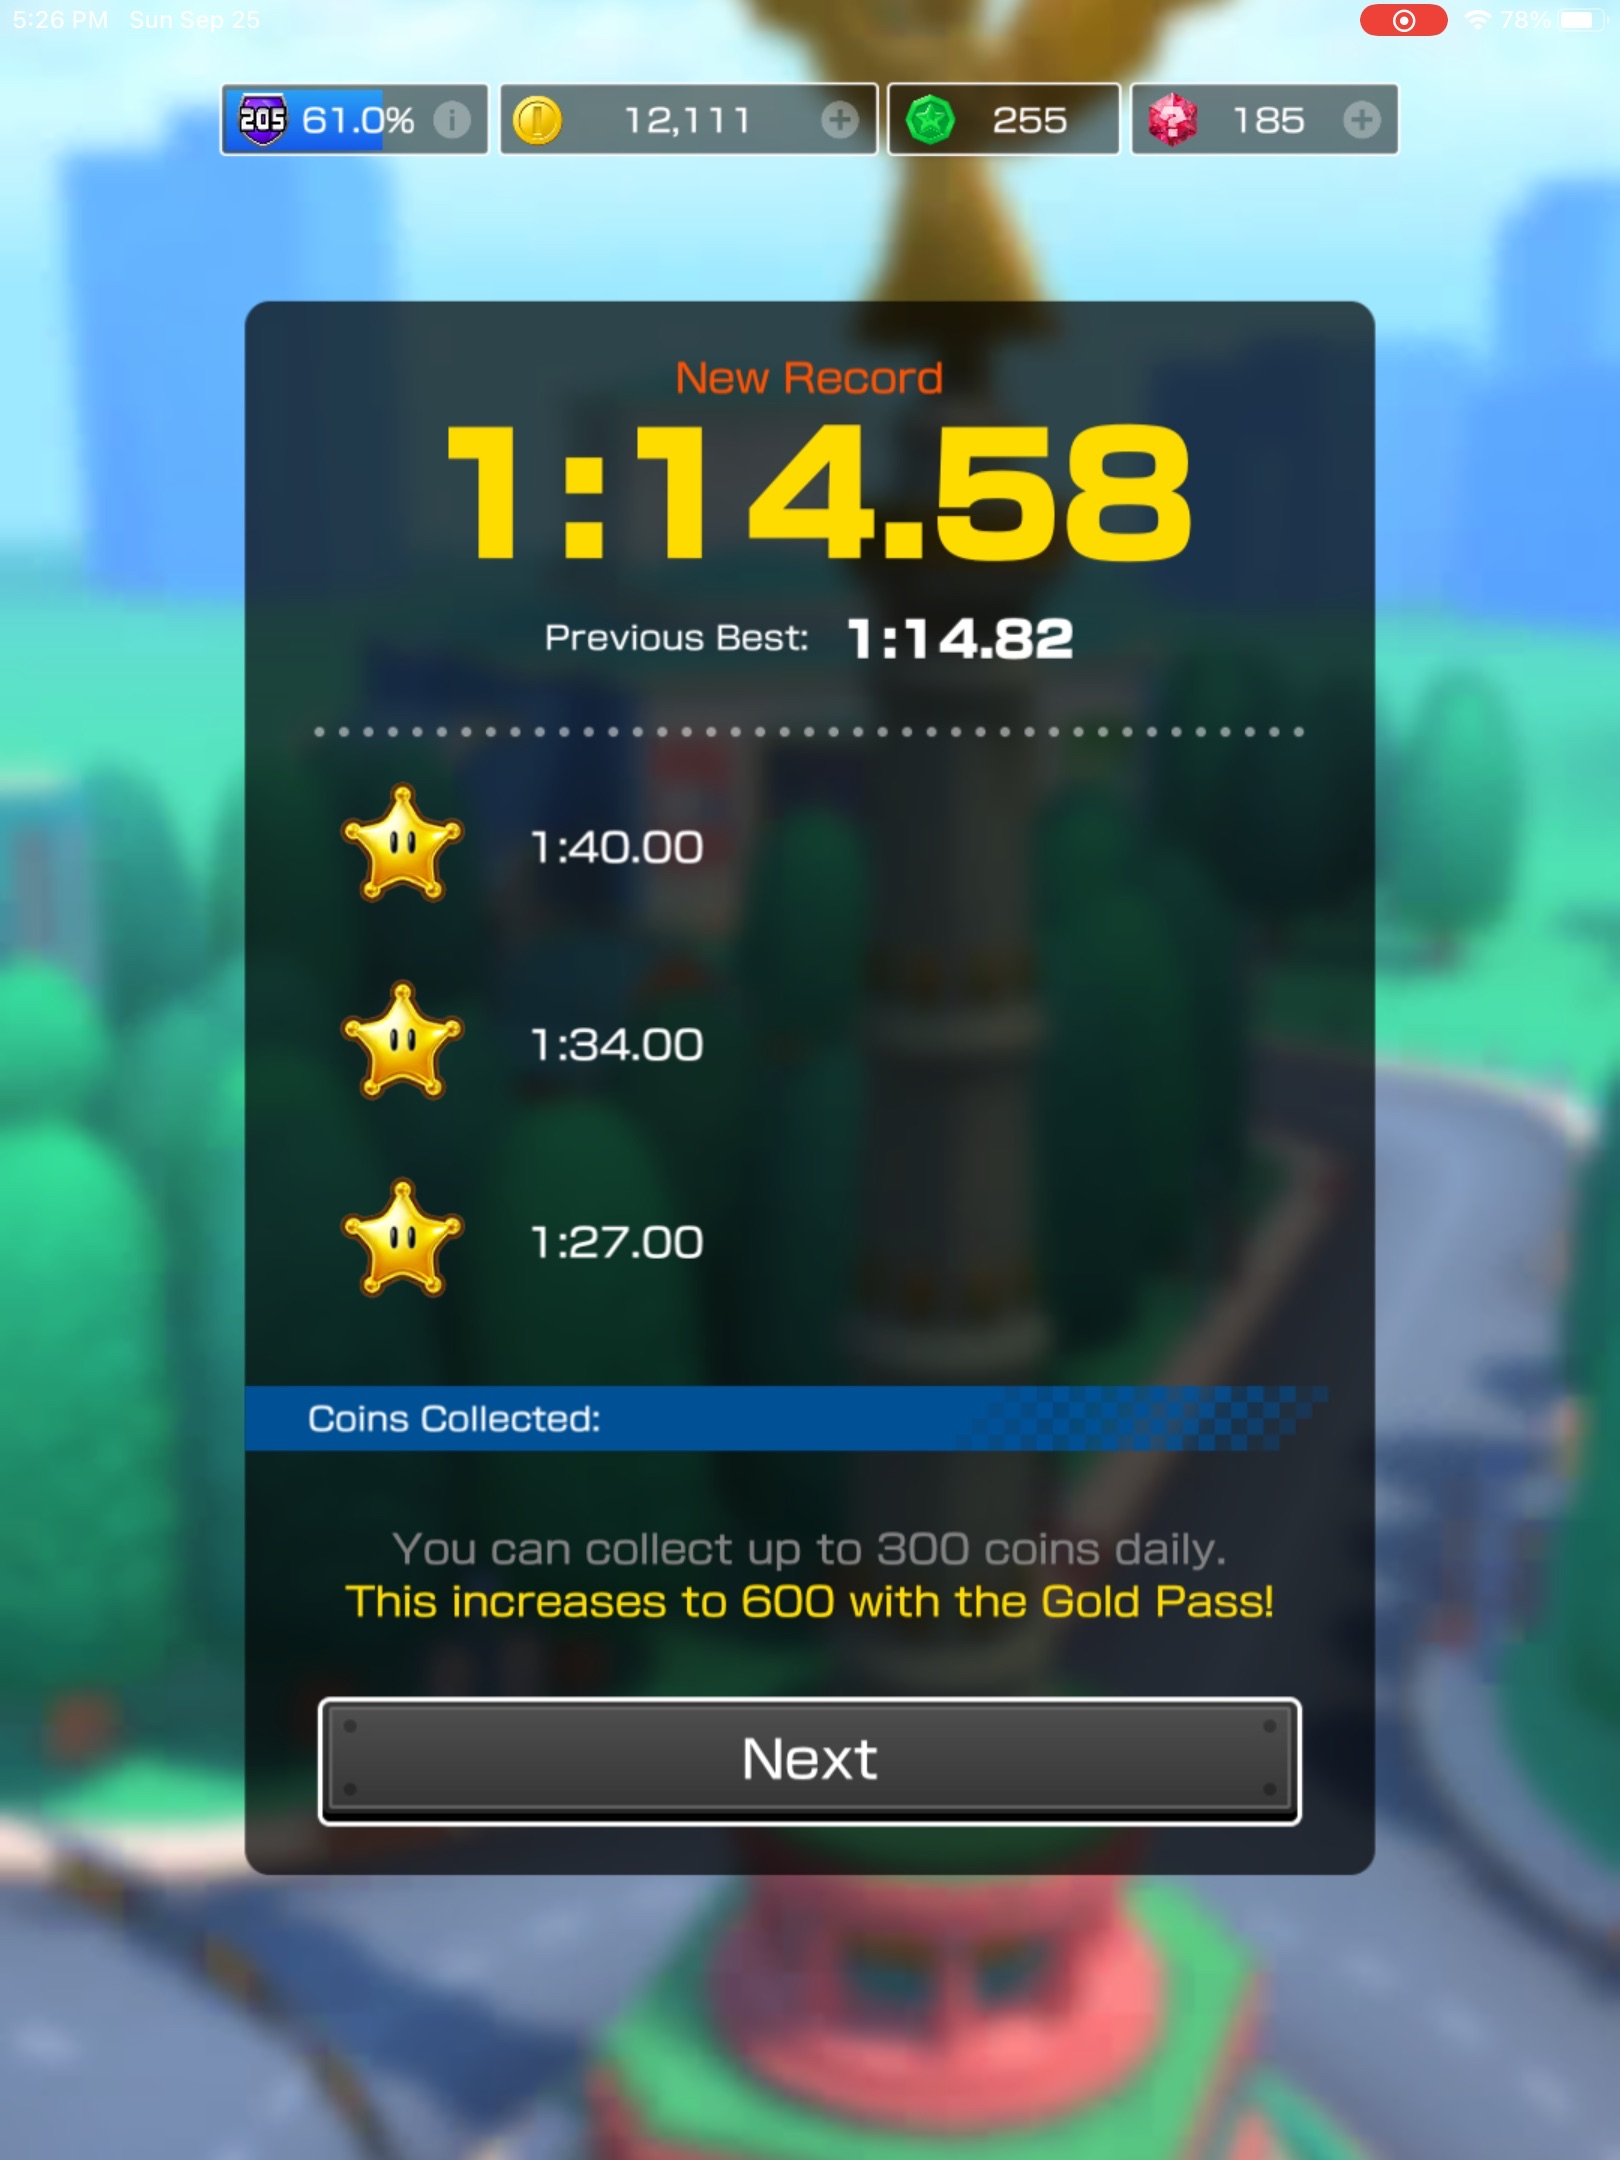 5:26 PM Sun Sep 25
78%
205 61.0% i 12,111 + 255 ? 185 +
New Record
1:14.58
Previous Best: 1:14.82
1:40.00
1:34.00
1:27.00
Coins Collected:
You can collect up to 300 coins daily.
This increases to 600 with the Gold Pass!
Next